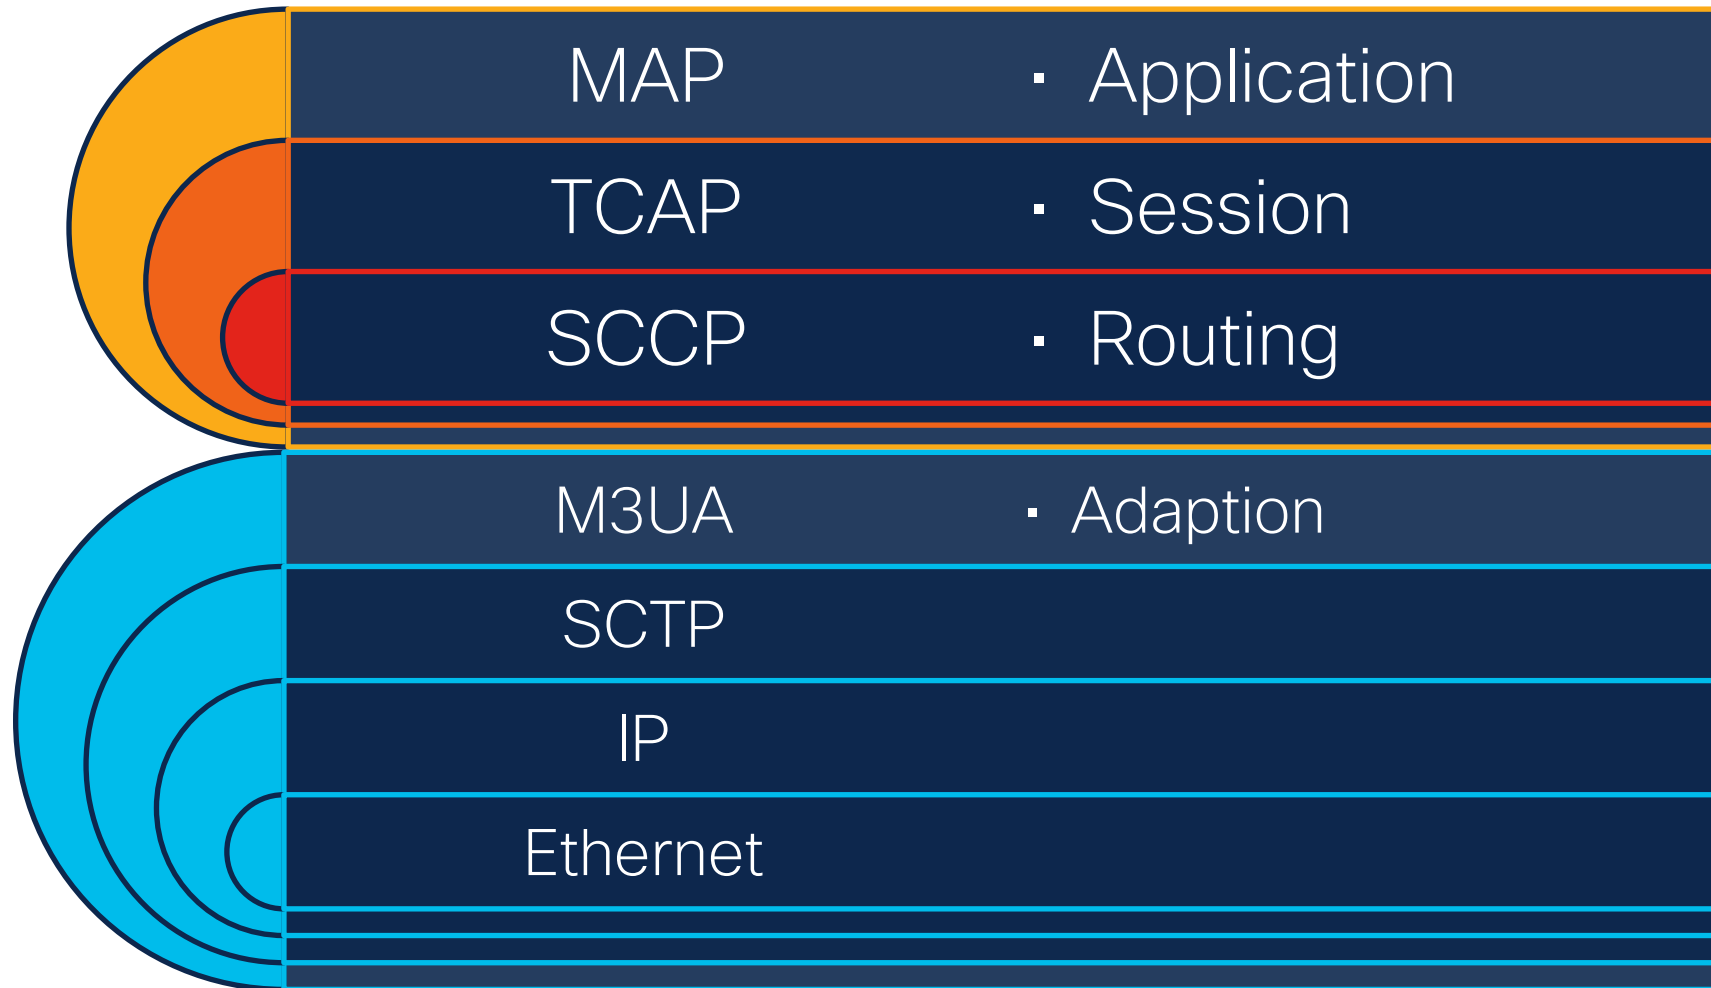 MAP ▪ Application
TCAP ▪ Session
SCCP ▪ Routing
M3UA ▪ Adaption
SCTP
IP
Ethernet